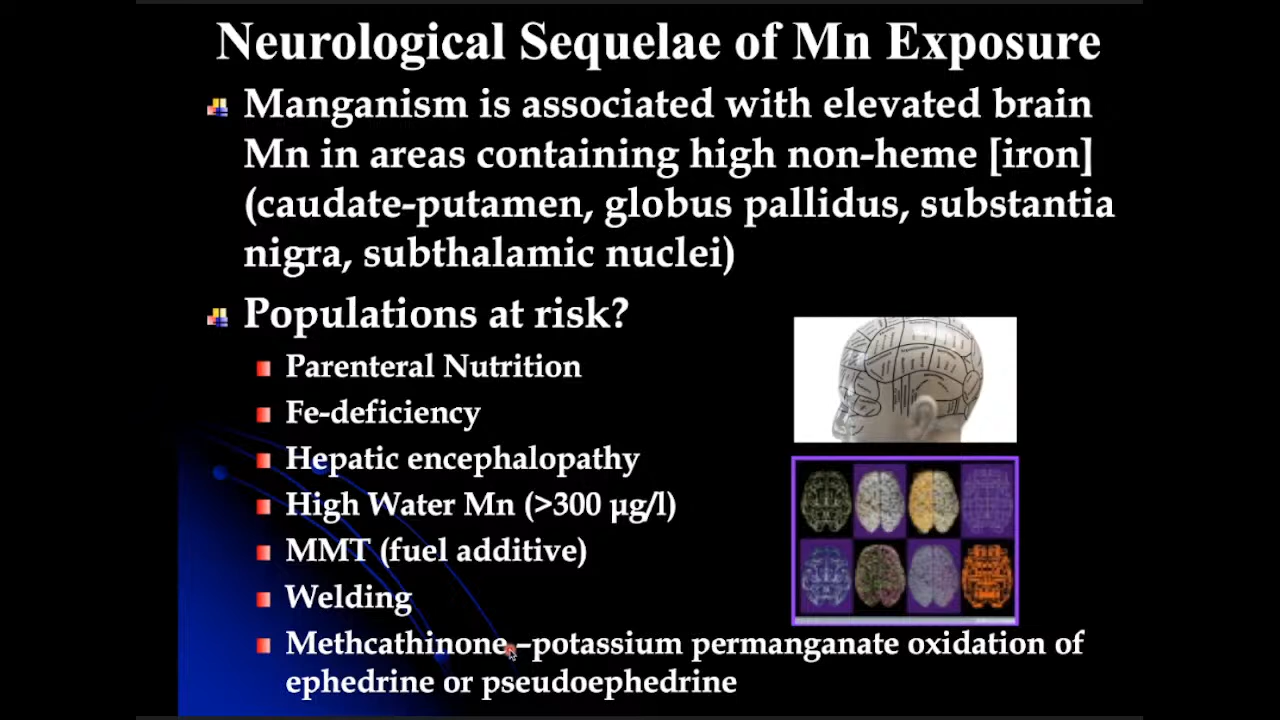 Neurological Sequelae of Mn Exposure
Manganism is associated with elevated brain
Mn in areas containing high non-heme [iron]
(caudate-putamen, globus pallidus, substantia
nigra, subthalamic nuclei)
Populations at risk?
Parenteral Nutrition
Fe-deficiency
Hepatic encephalopathy
High Water Mn (>300 µg/l)
MMT (fuel additive)
Welding
Methcathinone –potassium permanganate oxidation of
ephedrine or pseudoephedrine